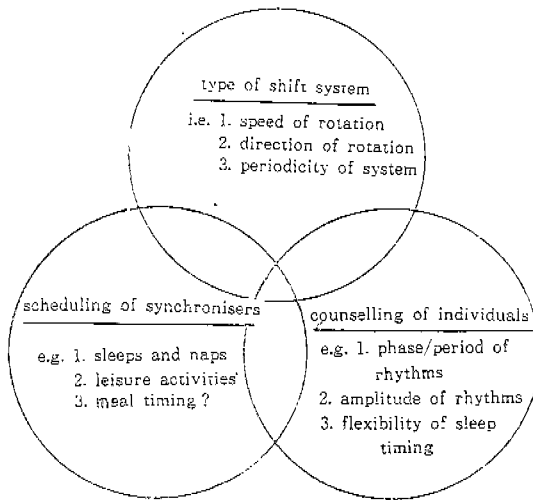 type of shift system
i.e. 1. speed of rotation
2. direction of rotation
3. periodicity of system
scheduling of synchronisers
e.g. 1. sleeps and naps
2. leisure activities
3. meal timing ?
counselling of individuals
e.g. 1. phase/period of
rhythms
2. amplitude of rhythms
3. flexibility of sleep
timing